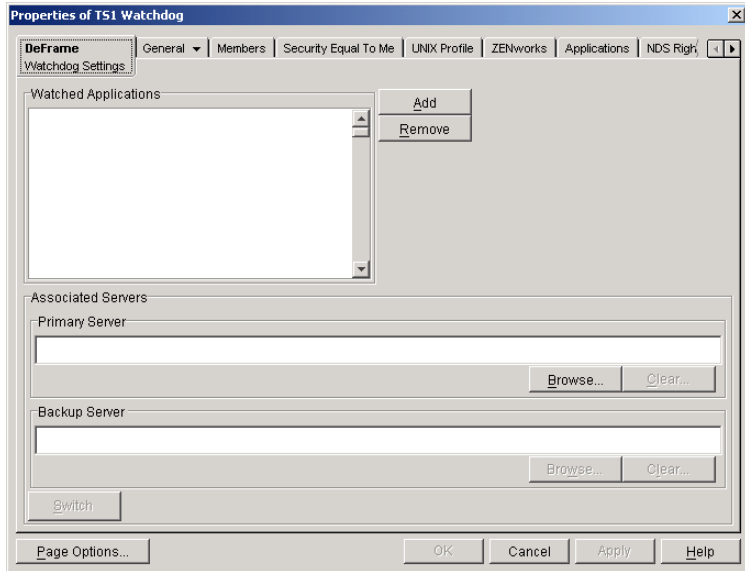 Properties of TS1 Watchdog
DeFrame General Members Security Equal To Me UNIX Profile ZENworks Applications NDS Righ
Watchdog Settings
Watched Applications
Add
Remove
Associated Servers
Primary Server
Browse... Clear...
Backup Server
Browse... Clear...
Switch
Page Options... OK Cancel Apply Help